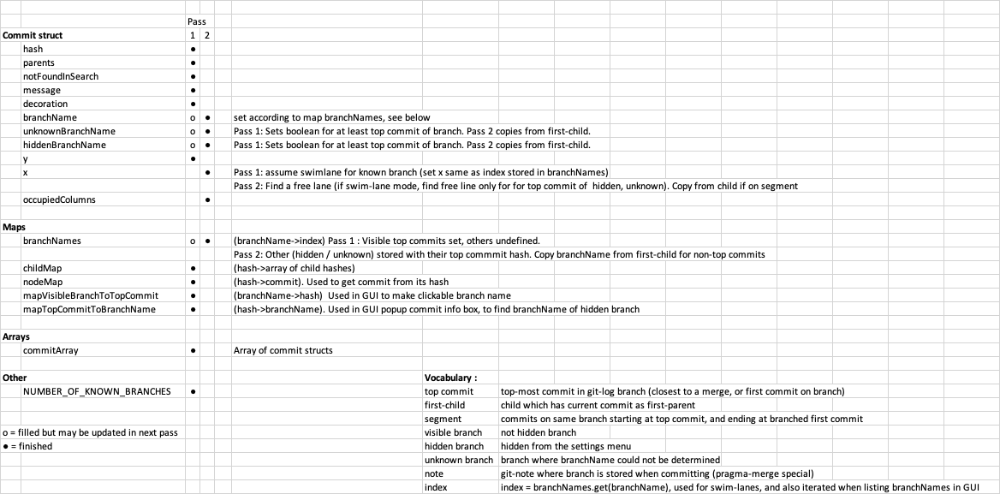 Pass
Commit struct 1 2
hash ●
parents ●
notFoundInSearch ●
message ●
decoration ●
branchName o ● set according to map branchNames, see below
unknownBranchName o ● Pass 1: Sets boolean for at least top commit of branch. Pass 2 copies from first-child.
hiddenBranchName o ● Pass 1: Sets boolean for at least top commit of branch. Pass 2 copies from first-child.
y ●
x ● Pass 1: assume swimlane for known branch (set x same as index stored in branchNames)
Pass 2: Find a free lane (if swim-lane mode, find free line only for for top commit of hidden, unknown). Copy from child if on segment
occupiedColumns ●
Maps
branchNames o ● (branchName->index) Pass 1 : Visible top commits set, others undefined.
Pass 2: Other (hidden / unknown) stored with their top commmit hash. Copy branchName from first-child for non-top commits
childMap ● (hash->array of child hashes)
nodeMap ● (hash->commit). Used to get commit from its hash
mapVisibleBranchToTopCommit ● (branchName->hash) Used in GUI to make clickable branch name
mapTopCommitToBranchName ● (hash->branchName). Used in GUI popup commit info box, to find branchName of hidden branch
Arrays
commitArray ● Array of commit structs
Other Vocabulary :
NUMBER_OF_KNOWN_BRANCHES ● top commit top-most commit in git-log branch (closest to a merge, or first commit on branch)
first-child child which has current commit as first-parent
segment commits on same branch starting at top commit, and ending at branched first commit
o = filled but may be updated in next pass visible branch not hidden branch
● = finished hidden branch hidden from the settings menu
unknown branch branch where branchName could not be determined
note git-note where branch is stored when committing (pragma-merge special)
index index = branchNames.get(branchName), used for swim-lanes, and also iterated when listing branchNames in GUI